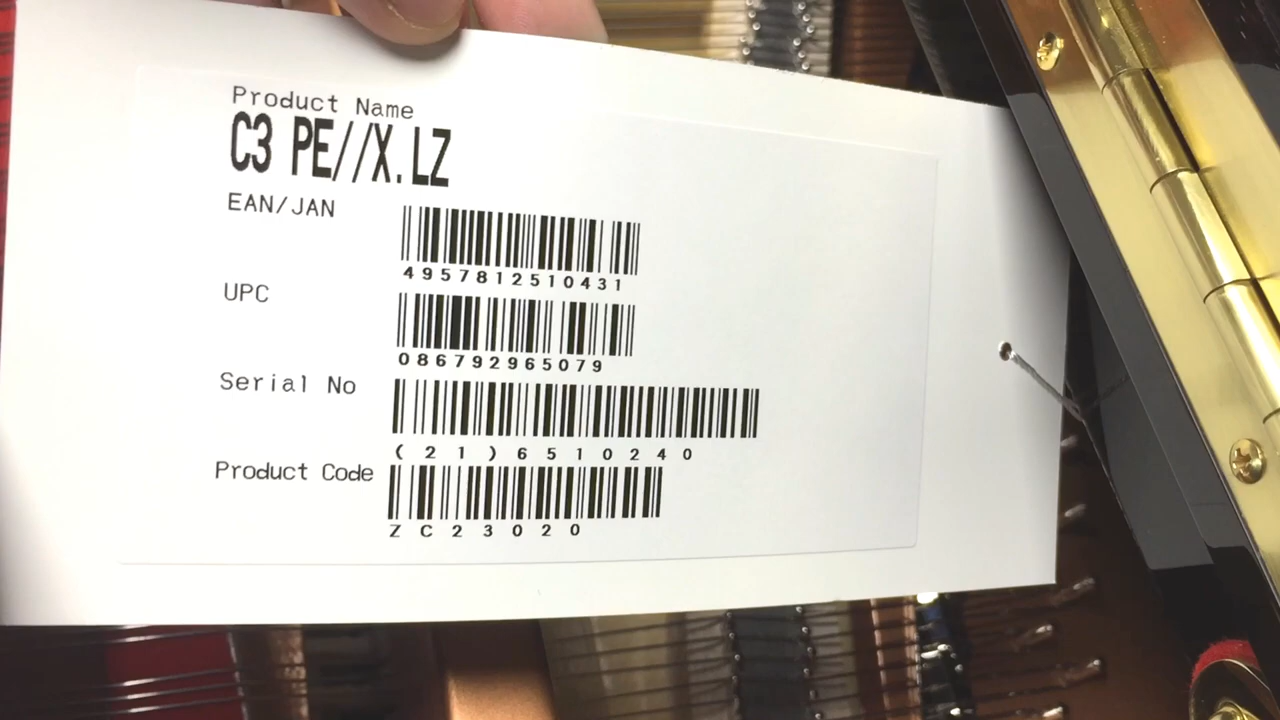 Product Name
C3 PE//X.LZ
EAN/JAN
4957812510431
UPC
086792965079
Serial No
(21)6510240
Product Code
ZC23020